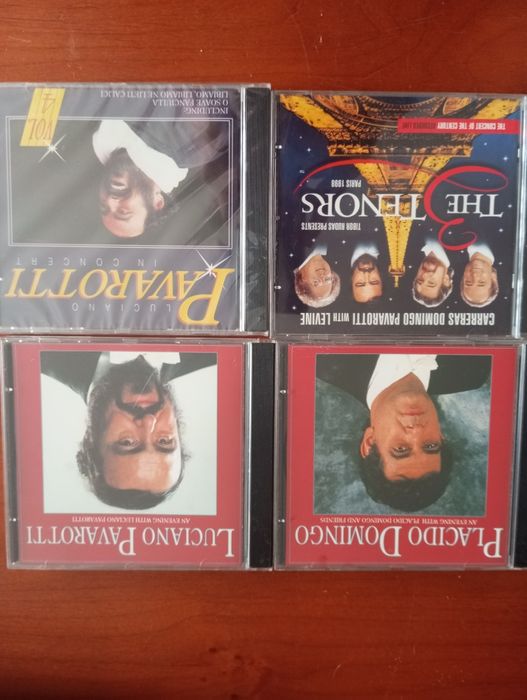 LUCIANO
PAVAROTTI
IN CONCERT
VOL
4
INCLUDING:
O SOAVE FANCIULLA
LIBIAMO, LIBIAMO NE LIETI CALICI
CARRERAS DOMINGO PAVAROTTI WITH LEVINE
TIBOR RUDAS PRESENTS
THE 3 TENORS
PARIS 1998
THE CONCERT OF THE CENTURY
LUCIANO PAVAROTTI
AN EVENING WITH LUCIANO PAVAROTTI
PLACIDO DOMINGO
AN EVENING WITH PLACIDO DOMINGO AND FRIENDS